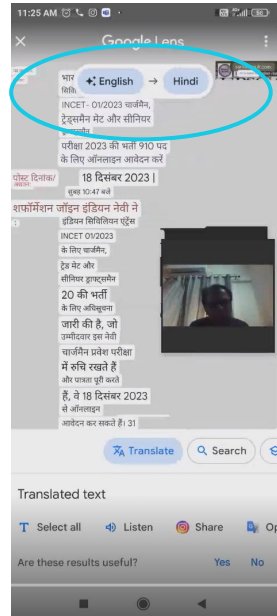 11:25 AM
Google Lens
English → Hindi
भार
INCET- 01/2023 चार्जमैन,
ट्रेड्समैन मेट और सीनियर
परीक्षा 2023 की भर्ती 910 पद
के लिए ऑनलाइन आवेदन करें
पोस्ट दिनांक/
18 दिसंबर 2023 |
सुबह 10:47 बजे
शफॉर्मेशन जॉइन इंडियन नेवी ने
इंडियन सिविलियन एंट्रेंस
INCET 01/2023
के लिए चार्जमैन,
ट्रेड मेट और
सीनियर ड्राफ्ट्समैन
20 की भर्ती
के लिए अधिसूचना
जारी की है, जो
उम्मीदवार इस नेवी
चार्जमैन प्रवेश परीक्षा
में रुचि रखते हैं
और पात्रता पूरी करते
हैं, वे 18 दिसंबर 2023
से ऑनलाइन
आवेदन कर सकते हैं। 31
Translate
Search
Translated text
Select all
Listen
Share
Op
Are these results useful?
Yes
No